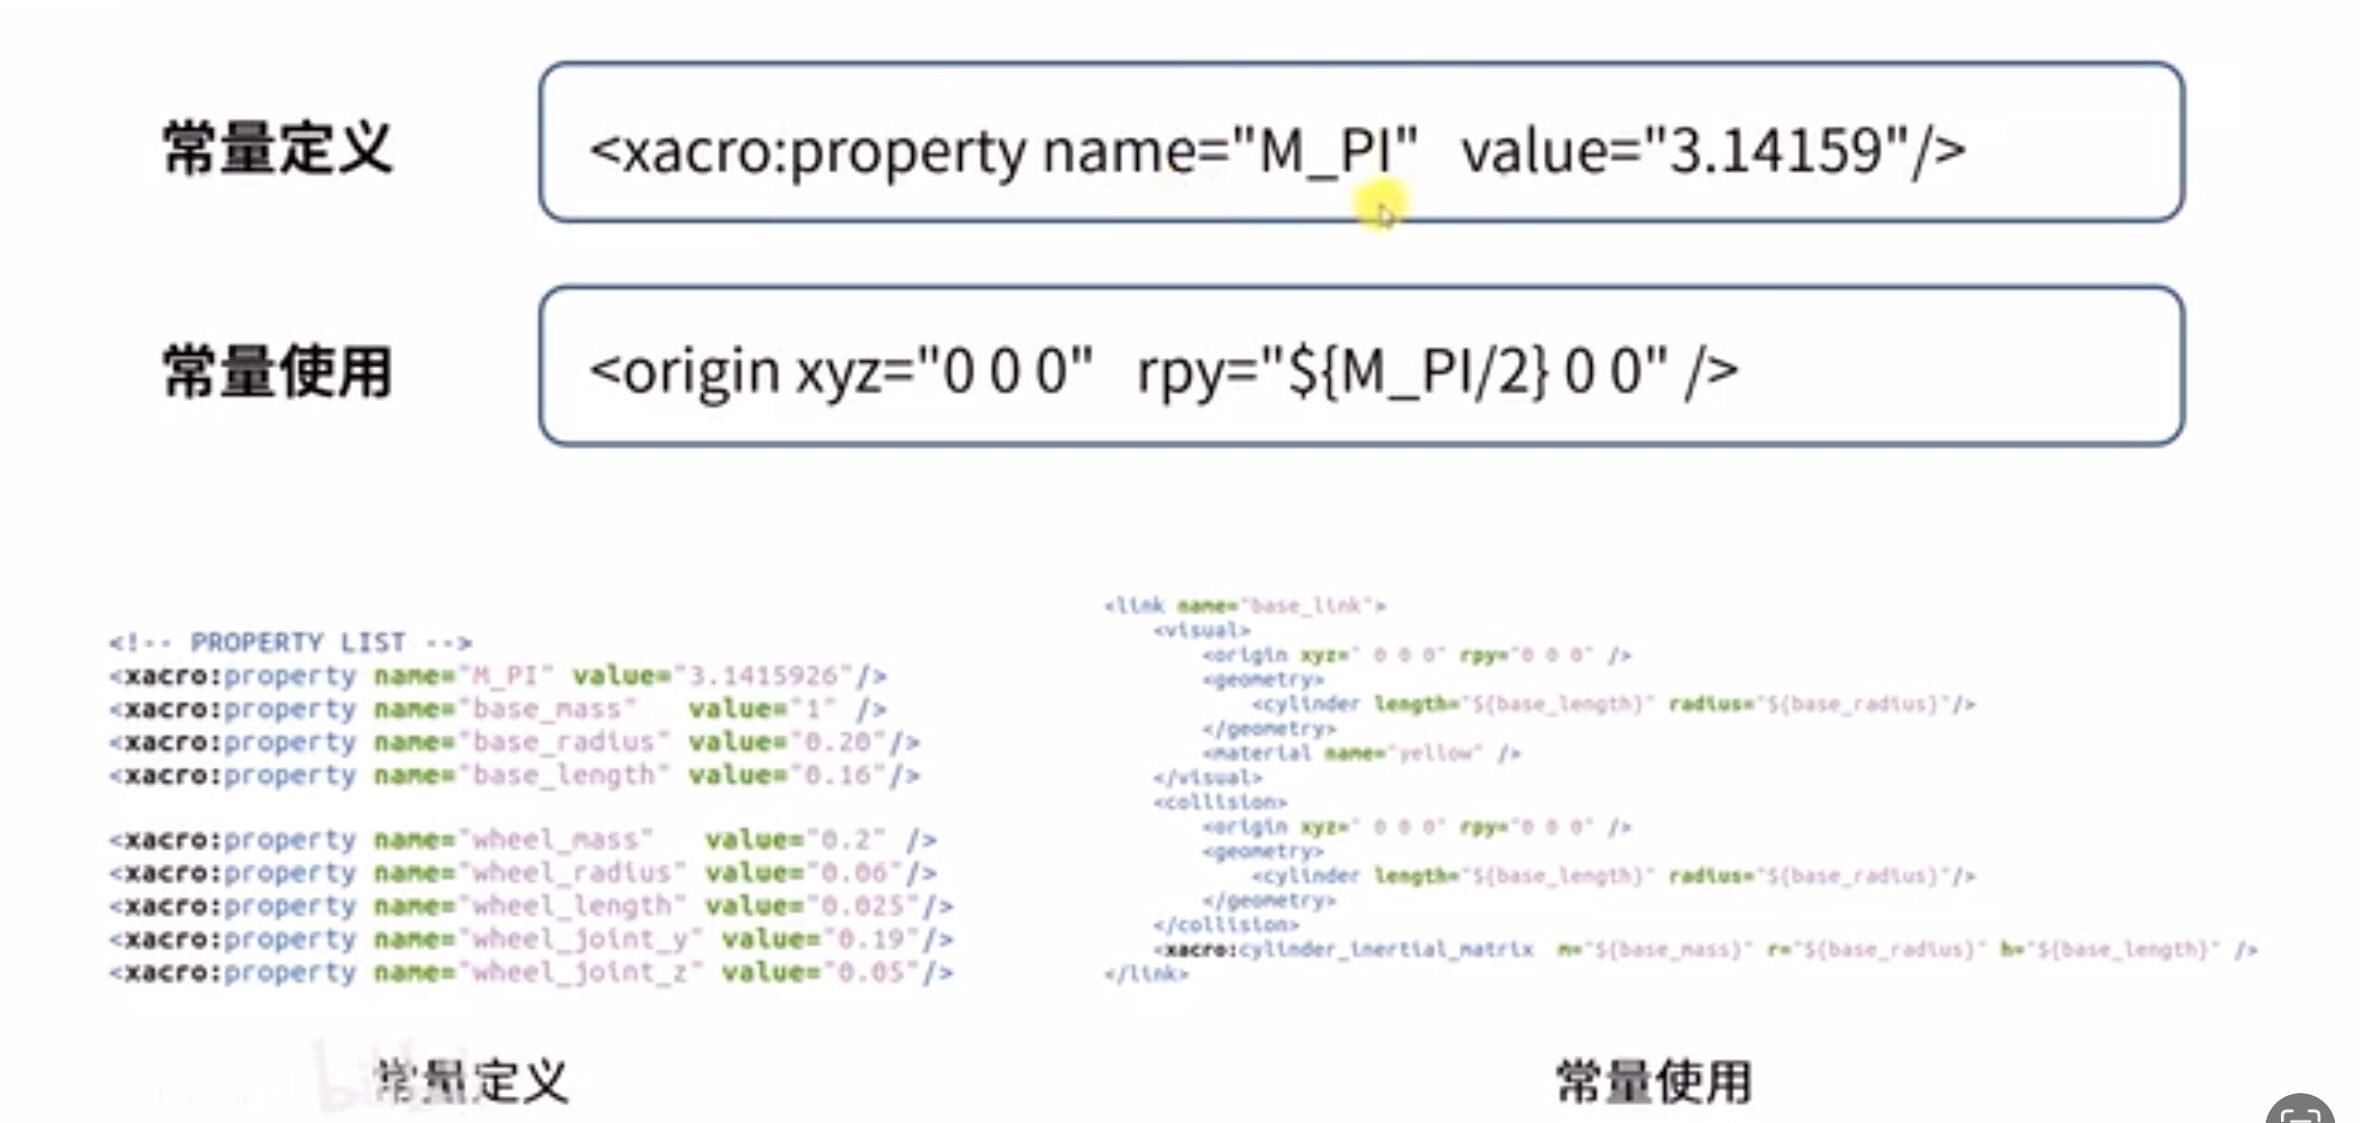 常量定义
<xacro:property name="M_PI" value="3.14159"/>
常量使用
<origin xyz="0 0 0" rpy="${M_PI/2} 0 0" />
<!-- PROPERTY LIST -->
<xacro:property name="M_PI" value="3.1415926"/>
<xacro:property name="base_mass" value="1" />
<xacro:property name="base_radius" value="0.20"/>
<xacro:property name="base_length" value="0.16"/>
<xacro:property name="wheel_mass" value="0.2" />
<xacro:property name="wheel_radius" value="0.06"/>
<xacro:property name="wheel_length" value="0.025"/>
<xacro:property name="wheel_joint_y" value="0.19"/>
<xacro:property name="wheel_joint_z" value="0.05"/>
常量定义
<link name="base_link">
<visual>
<origin xyz=" 0 0 0" rpy="0 0 0" />
<geometry>
<cylinder length="${base_length}" radius="${base_radius}"/>
</geometry>
<material name="yellow" />
</visual>
<collision>
<origin xyz=" 0 0 0" rpy="0 0 0" />
<geometry>
<cylinder length="${base_length}" radius="${base_radius}"/>
</geometry>
</collision>
<xacro:cylinder_inertial_matrix m="${base_mass}" r="${base_radius}" h="${base_length}" />
</link>
常量使用